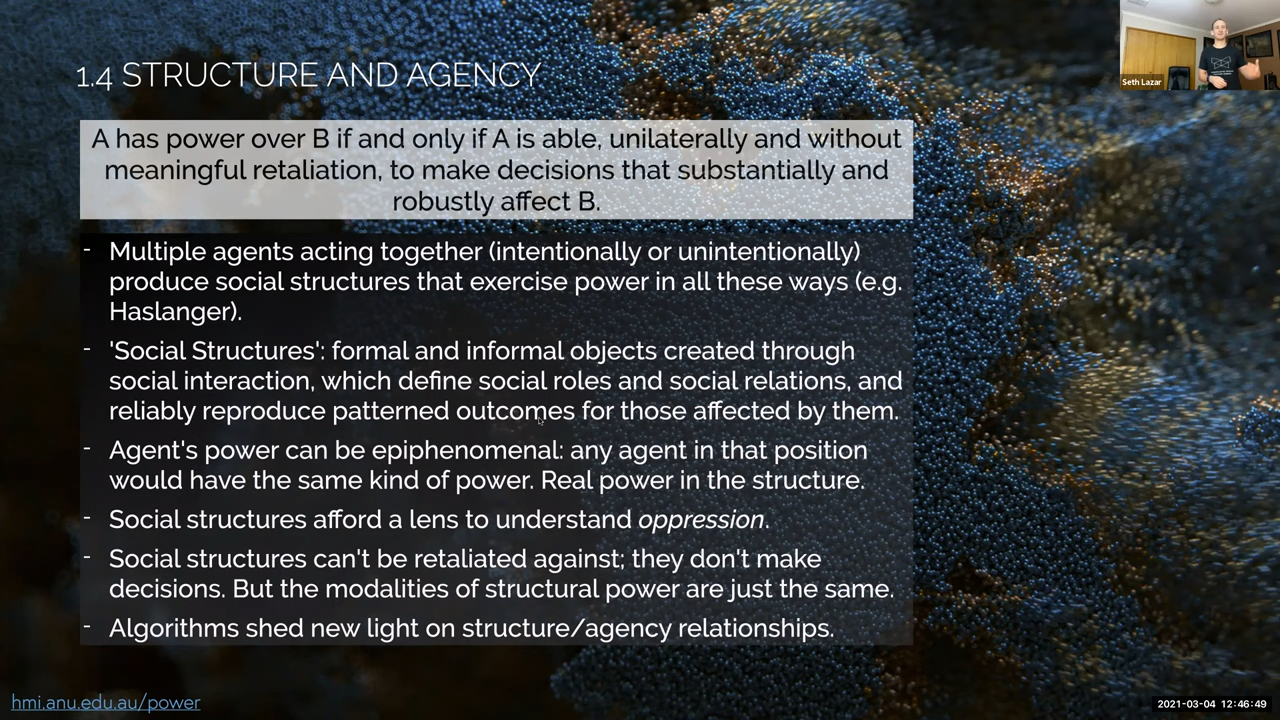 Seth Lazar
1.4 STRUCTURE AND AGENCY
A has power over B if and only if A is able, unilaterally and without
meaningful retaliation, to make decisions that substantially and
robustly affect B.
- Multiple agents acting together (intentionally or unintentionally)
produce social structures that exercise power in all these ways (e.g.
Haslanger).
- 'Social Structures': formal and informal objects created through
social interaction, which define social roles and social relations, and
reliably reproduce patterned outcomes for those affected by them.
- Agent's power can be epiphenomenal: any agent in that position
would have the same kind of power. Real power in the structure.
- Social structures afford a lens to understand oppression.
- Social structures can't be retaliated against; they don't make
decisions. But the modalities of structural power are just the same.
- Algorithms shed new light on structure/agency relationships.
hmi.anu.edu.au/power
2021-03-04 12:46:49